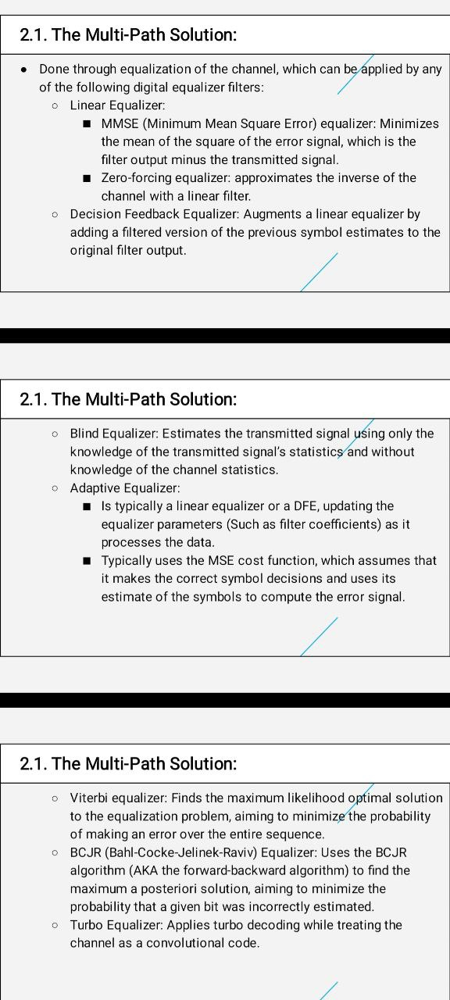 2.1. The Multi-Path Solution:
● Done through equalization of the channel, which can be applied by any
of the following digital equalizer filters:
○ Linear Equalizer:
■ MMSE (Minimum Mean Square Error) equalizer: Minimizes
the mean of the square of the error signal, which is the
filter output minus the transmitted signal.
■ Zero-forcing equalizer: approximates the inverse of the
channel with a linear filter.
○ Decision Feedback Equalizer: Augments a linear equalizer by
adding a filtered version of the previous symbol estimates to the
original filter output.
2.1. The Multi-Path Solution:
○ Blind Equalizer: Estimates the transmitted signal using only the
knowledge of the transmitted signal’s statistics and without
knowledge of the channel statistics.
○ Adaptive Equalizer:
■ Is typically a linear equalizer or a DFE, updating the
equalizer parameters (Such as filter coefficients) as it
processes the data.
■ Typically uses the MSE cost function, which assumes that
it makes the correct symbol decisions and uses its
estimate of the symbols to compute the error signal.
2.1. The Multi-Path Solution:
○ Viterbi equalizer: Finds the maximum likelihood optimal solution
to the equalization problem, aiming to minimize the probability
of making an error over the entire sequence.
○ BCJR (Bahl-Cocke-Jelinek-Raviv) Equalizer: Uses the BCJR
algorithm (AKA the forward-backward algorithm) to find the
maximum a posteriori solution, aiming to minimize the
probability that a given bit was incorrectly estimated.
○ Turbo Equalizer: Applies turbo decoding while treating the
channel as a convolutional code.